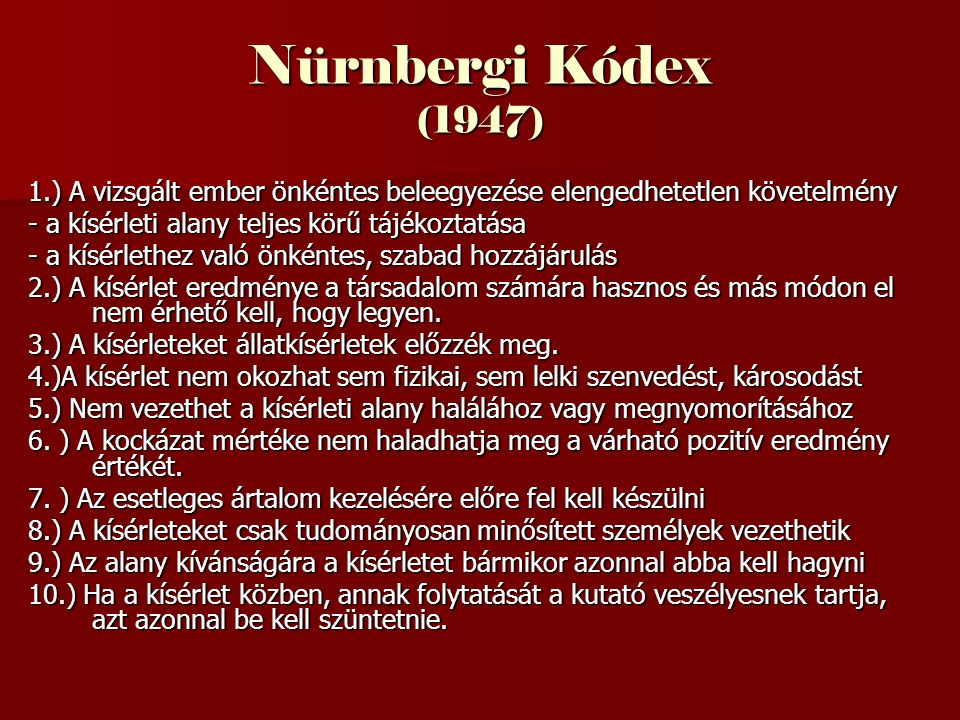 Nürnbergi Kódex
(1947)
1.) A vizsgált ember önkéntes beleegyezése elengedhetetlen követelmény
- a kísérleti alany teljes körű tájékoztatása
- a kísérlethez való önkéntes, szabad hozzájárulás
2.) A kísérlet eredménye a társadalom számára hasznos és más módon el
nem érhető kell, hogy legyen.
3.) A kísérleteket állatkísérletek előzzék meg.
4.)A kísérlet nem okozhat sem fizikai, sem lelki szenvedést, károsodást
5.) Nem vezethet a kísérleti alany halálához vagy megnyomorításához
6. ) A kockázat mértéke nem haladhatja meg a várható pozitív eredmény
értékét.
7. ) Az esetleges ártalom kezelésére előre fel kell készülni
8.) A kísérleteket csak tudományosan minősített személyek vezethetik
9.) Az alany kívánságára a kísérletet bármikor azonnal abba kell hagyni
10.) Ha a kísérlet közben, annak folytatását a kutató veszélyesnek tartja,
azt azonnal be kell szüntetnie.